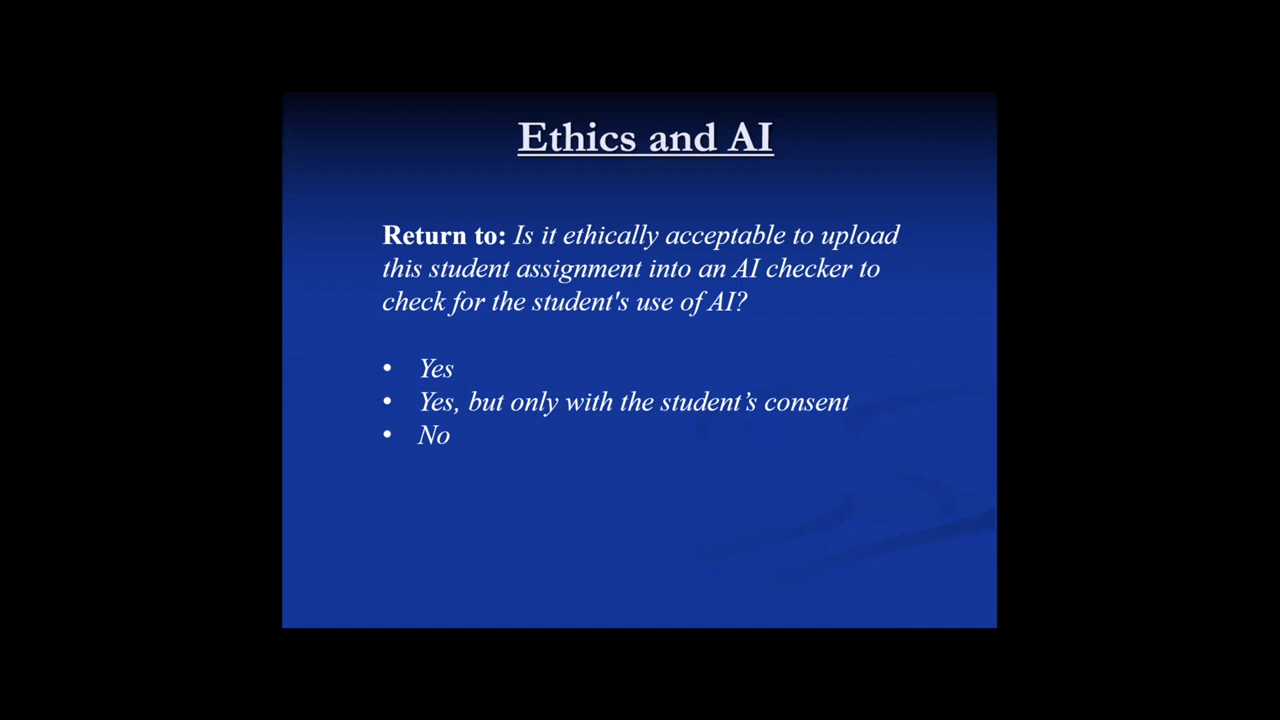 Ethics and AI
Return to: Is it ethically acceptable to upload
this student assignment into an AI checker to
check for the student's use of AI?
• Yes
• Yes, but only with the student’s consent
• No